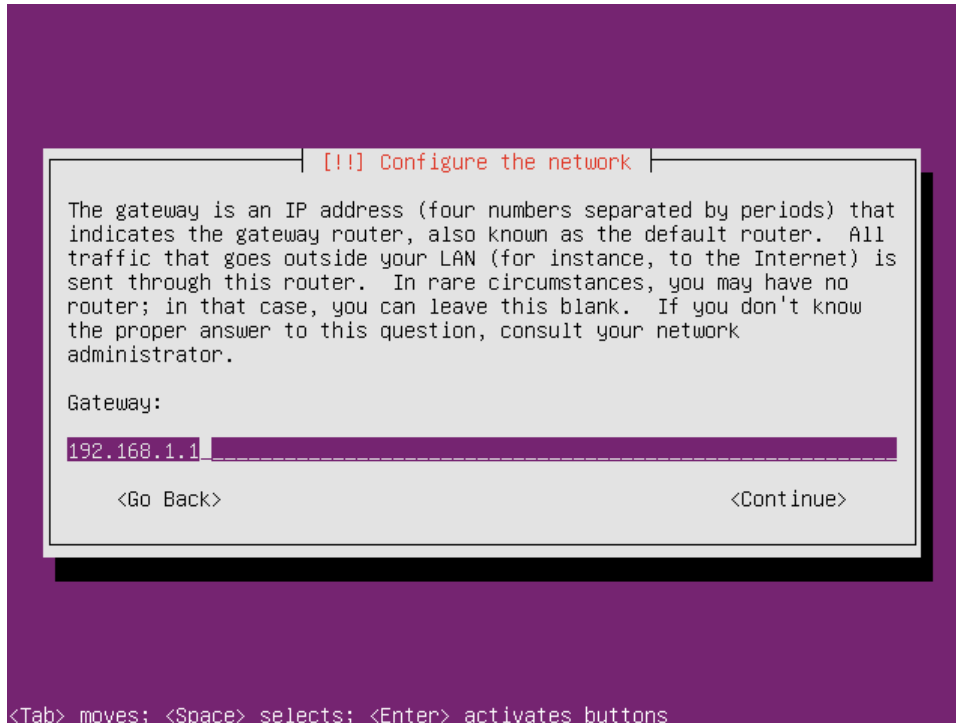 [!!] Configure the network
The gateway is an IP address (four numbers separated by periods) that
indicates the gateway router, also known as the default router.  All
traffic that goes outside your LAN (for instance, to the Internet) is
sent through this router.  In rare circumstances, you may have no
router; in that case, you can leave this blank.  If you don't know
the proper answer to this question, consult your network
administrator.
Gateway:
192.168.1.1
<Go Back> <Continue>
<Tab> moves; <Space> selects; <Enter> activates buttons